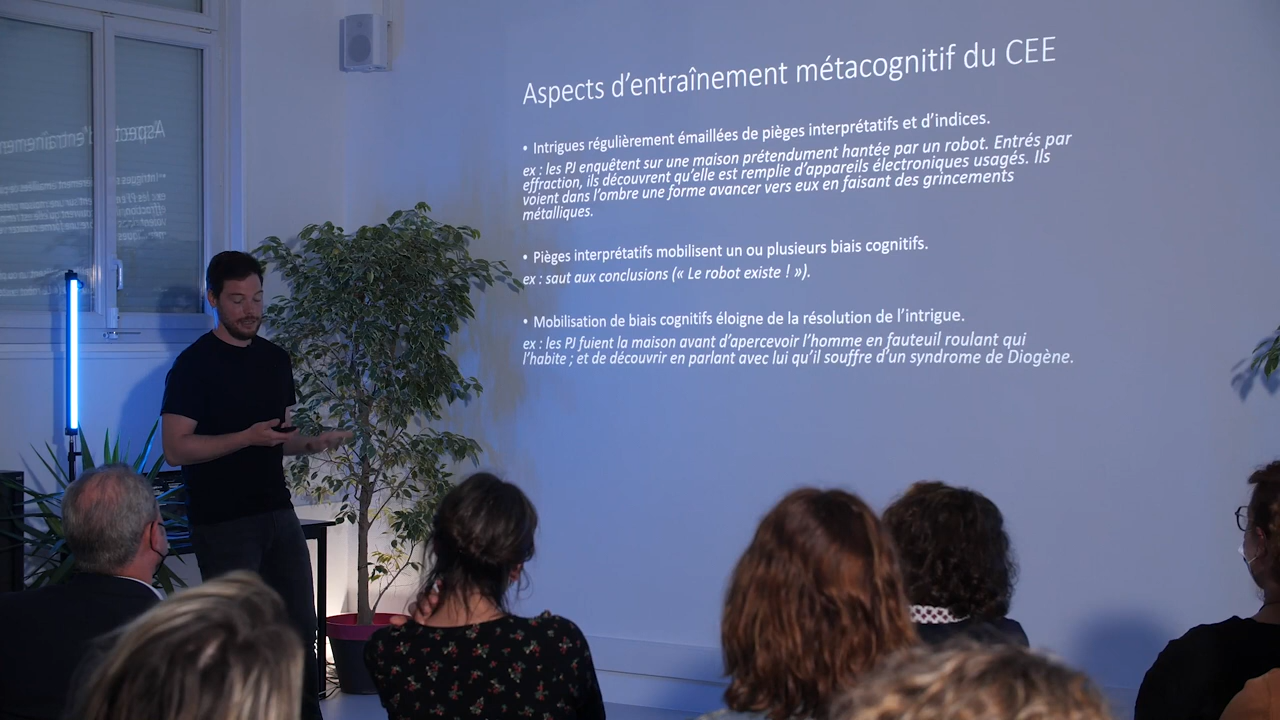 Aspects d’entraînement métacognitif du CEE
• Intrigues régulièrement émaillées de pièges interprétatifs et d’indices.
ex : les PJ enquêtent sur une maison prétendument hantée par un robot. Entrés par
effraction, ils découvrent qu’elle est remplie d’appareils électroniques usagés. Ils
voient dans l’ombre une forme avancer vers eux en faisant des grincements
métalliques.
• Pièges interprétatifs mobilisent un ou plusieurs biais cognitifs.
ex : saut aux conclusions (« Le robot existe ! »).
• Mobilisation de biais cognitifs éloigne de la résolution de l’intrigue.
ex : les PJ fuient la maison avant d’apercevoir l’homme en fauteuil roulant qui
l’habite ; et de découvrir en parlant avec lui qu’il souffre d’un syndrome de Diogène.